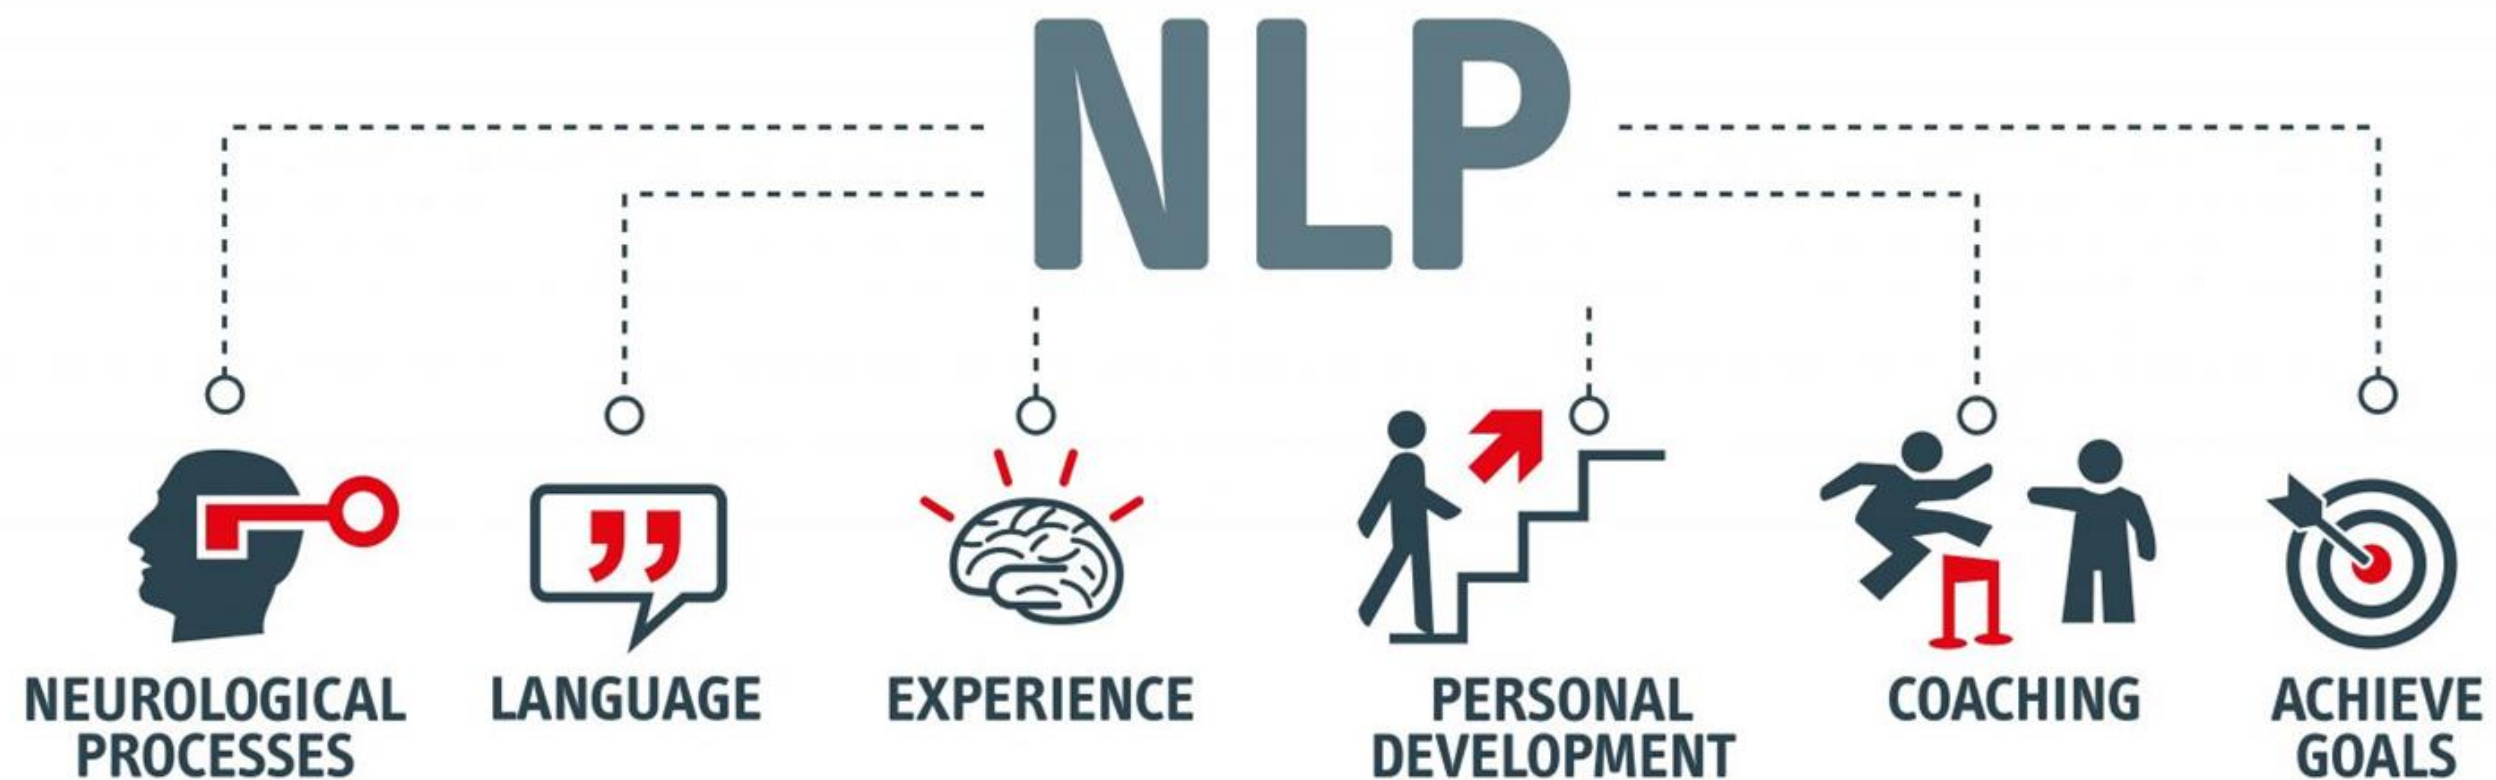 NLP
NEUROLOGICAL
PROCESSES
LANGUAGE
EXPERIENCE
PERSONAL
DEVELOPMENT
COACHING
ACHIEVE
GOALS